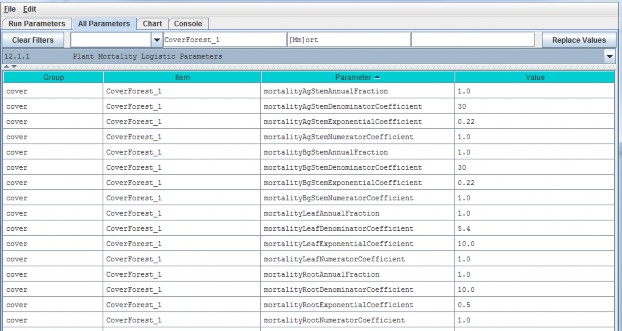 File Edit
Run Parameters All Parameters Chart Console
Clear Filters CoverForest_1 [Mm]ort Replace Values
12.1.1 Plant Mortality Logistic Parameters
Group Item Parameter Value
cover CoverForest_1 mortalityAgStemAnnualFraction 1.0
cover CoverForest_1 mortalityAgStemDenominatorCoefficient 30
cover CoverForest_1 mortalityAgStemExponentialCoefficient 0.22
cover CoverForest_1 mortalityAgStemNumeratorCoefficient 1.0
cover CoverForest_1 mortalityBgStemAnnualFraction 1.0
cover CoverForest_1 mortalityBgStemDenominatorCoefficient 30
cover CoverForest_1 mortalityBgStemExponentialCoefficient 0.22
cover CoverForest_1 mortalityBgStemNumeratorCoefficient 1.0
cover CoverForest_1 mortalityLeafAnnualFraction 1.0
cover CoverForest_1 mortalityLeafDenominatorCoefficient 5.4
cover CoverForest_1 mortalityLeafExponentialCoefficient 10.0
cover CoverForest_1 mortalityLeafNumeratorCoefficient 1.0
cover CoverForest_1 mortalityRootAnnualFraction 1.0
cover CoverForest_1 mortalityRootDenominatorCoefficient 10.0
cover CoverForest_1 mortalityRootExponentialCoefficient 0.5
cover CoverForest_1 mortalityRootNumeratorCoefficient 1.0